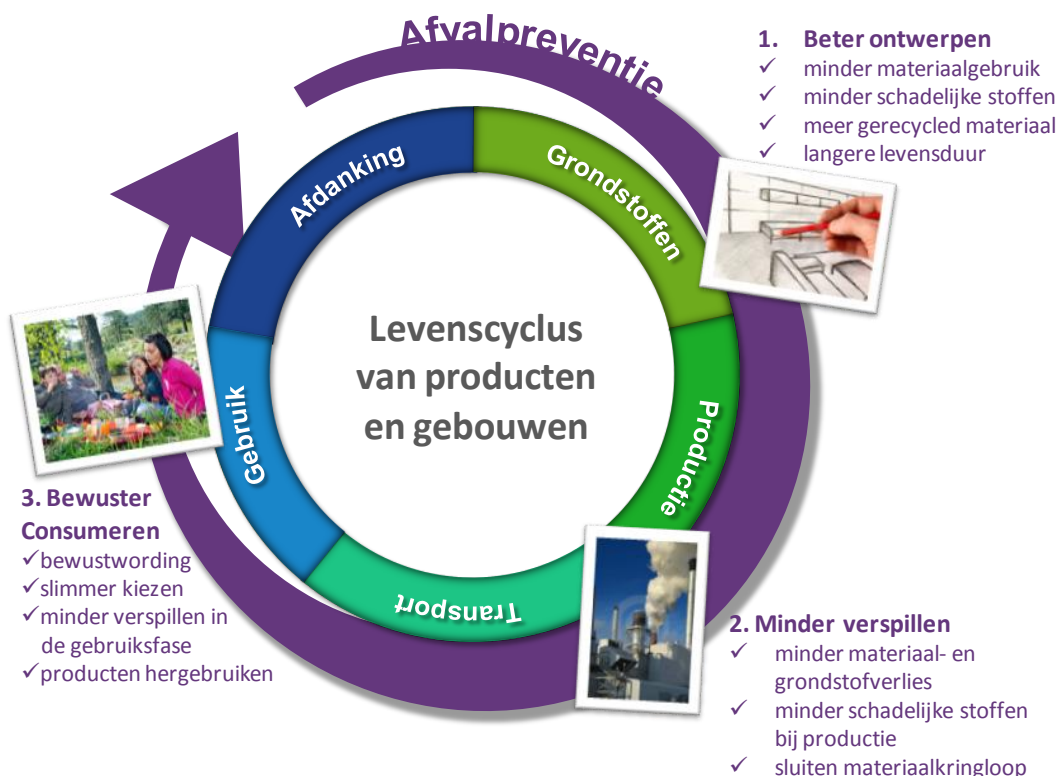 Afvalpreventie
1. Beter ontwerpen
✓ minder materiaalgebruik
✓ minder schadelijke stoffen
✓ meer gerecycled materiaal
✓ langere levensduur
Afdanking
Grondstoffen
Levenscyclus
van producten
en gebouwen
Gebruik
Productie
Transport
3. Bewuster
Consumeren
✓bewustwording
✓slimmer kiezen
✓minder verspillen in
de gebruiksfase
✓producten hergebruiken
2. Minder verspillen
✓ minder materiaal- en
grondstofverlies
✓ minder schadelijke stoffen
bij productie
✓ sluiten materiaalkringloop